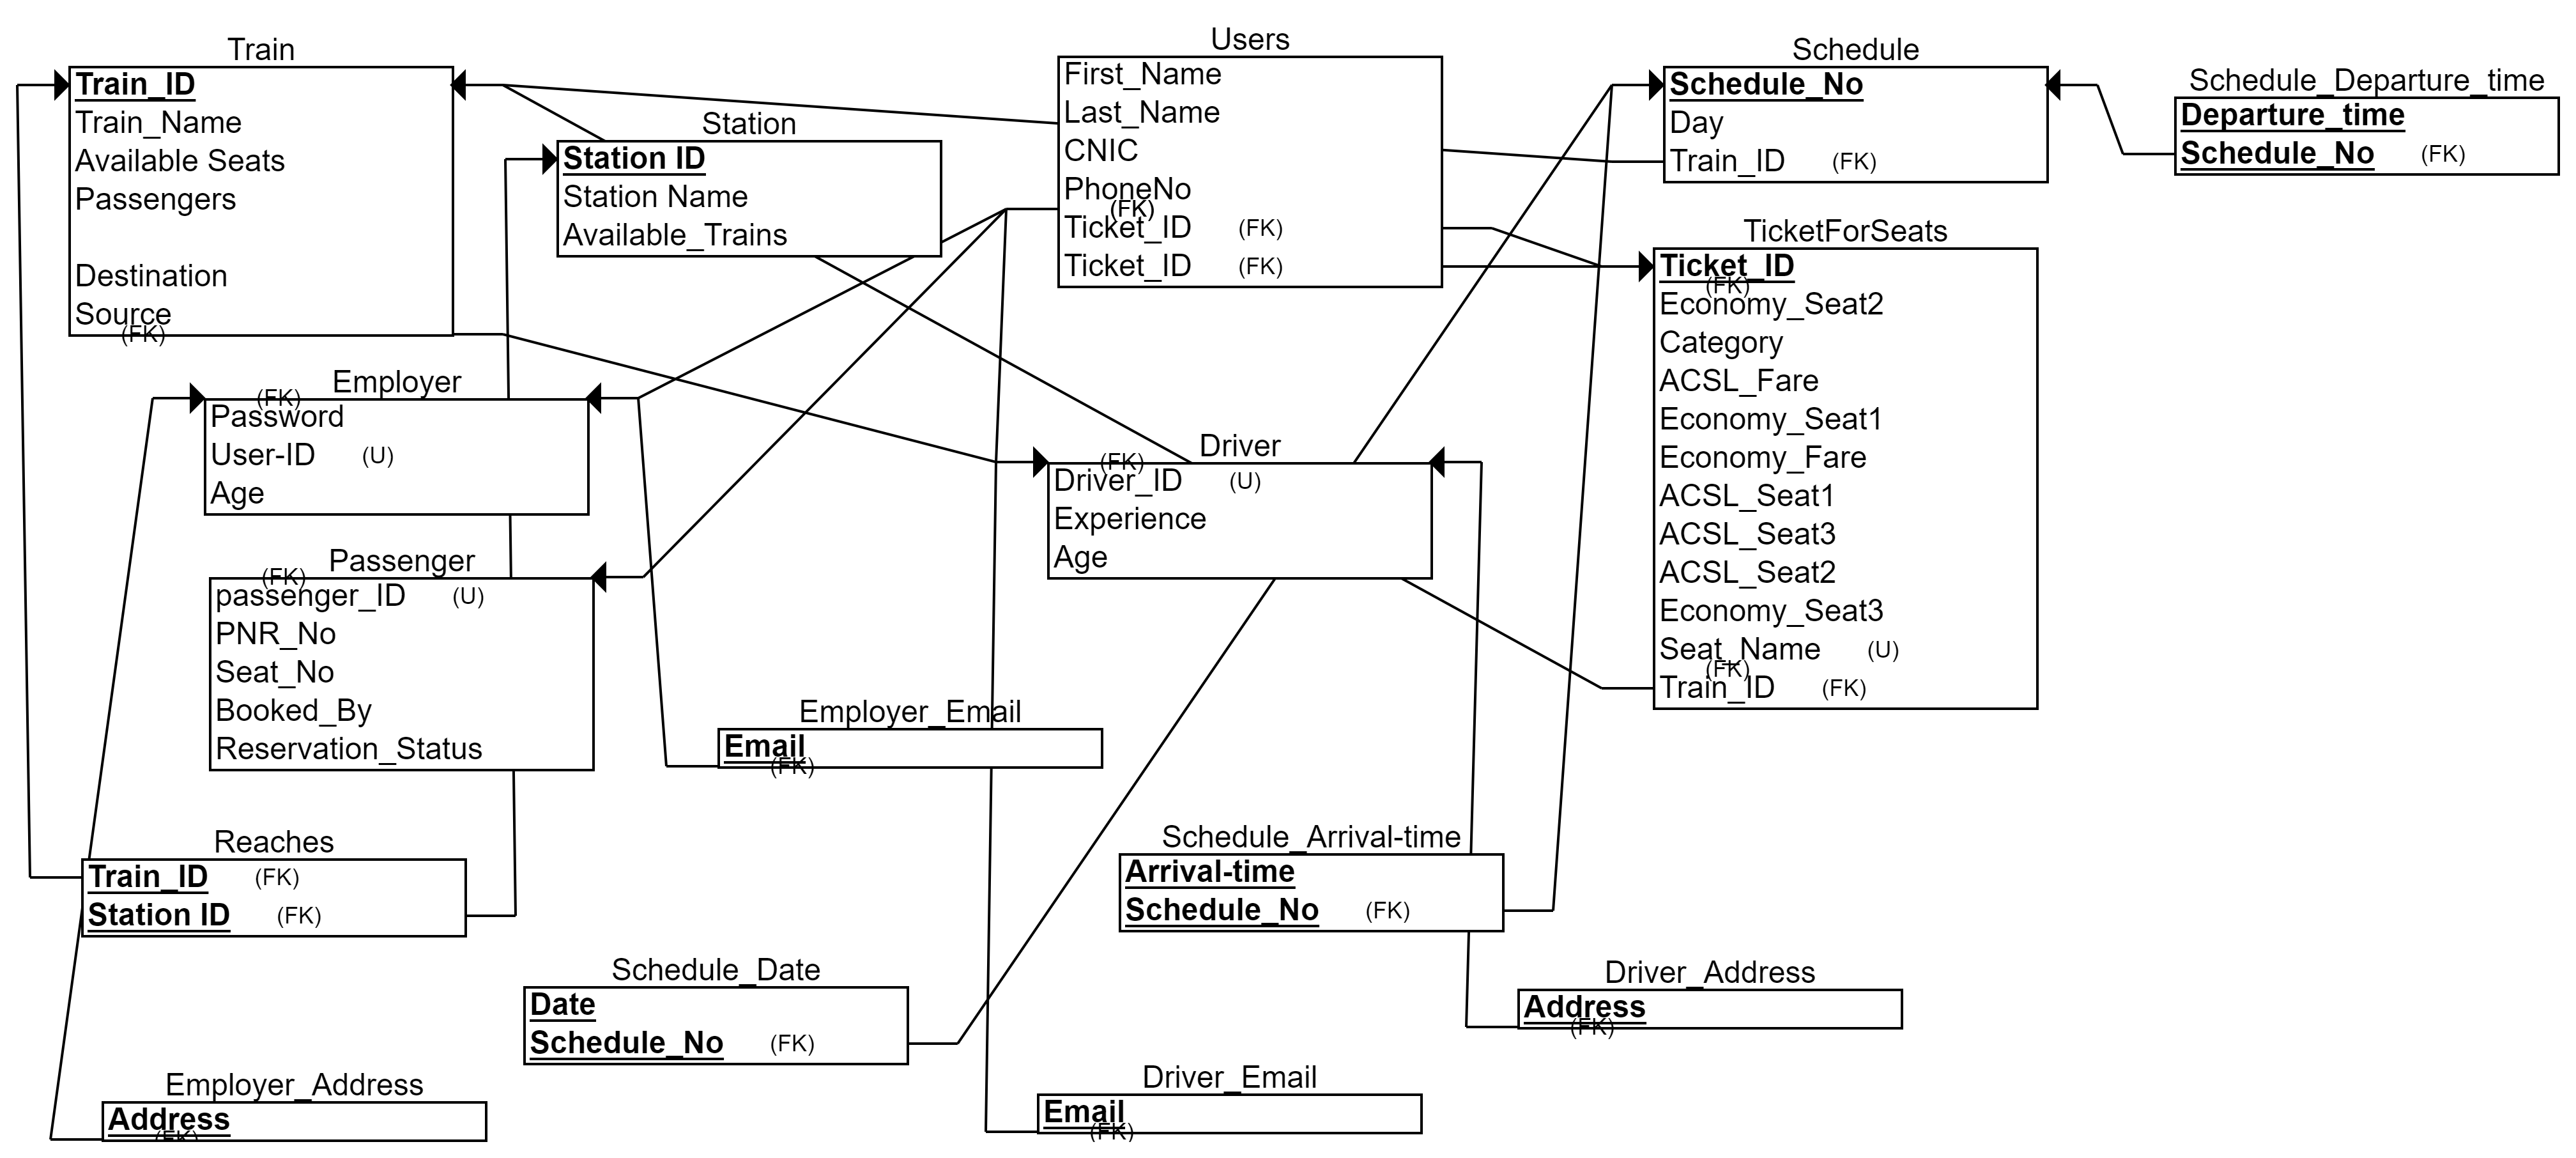 Train
Train_ID
Train_Name
Available Seats
Passengers
Destination
Source
(FK)
Station
Station ID
Station Name
Available_Trains
Users
First_Name
Last_Name
CNIC
PhoneNo
(FK)
Ticket_ID (FK)
Ticket_ID (FK)
Schedule
Schedule_No
Day
Train_ID (FK)
Schedule_Departure_time
Departure_time
Schedule_No (FK)
TicketForSeats
Ticket_ID
(FK)
Economy_Seat2
Category
ACSL_Fare
Economy_Seat1
Economy_Fare
ACSL_Seat1
ACSL_Seat3
ACSL_Seat2
Economy_Seat3
Seat_Name (U)
(FK)
Train_ID (FK)
Employer
(FK)
Password
User-ID (U)
Age
Driver
(FK)
Driver_ID (U)
Experience
Age
Passenger
(FK)
passenger_ID (U)
PNR_No
Seat_No
Booked_By
Reservation_Status
Employer_Email
Email
(FK)
Reaches
Train_ID (FK)
Station ID (FK)
Schedule_Arrival-time
Arrival-time
Schedule_No (FK)
Schedule_Date
Date
Schedule_No (FK)
Driver_Address
Address
(FK)
Employer_Address
Address
(FK)
Driver_Email
Email
(FK)